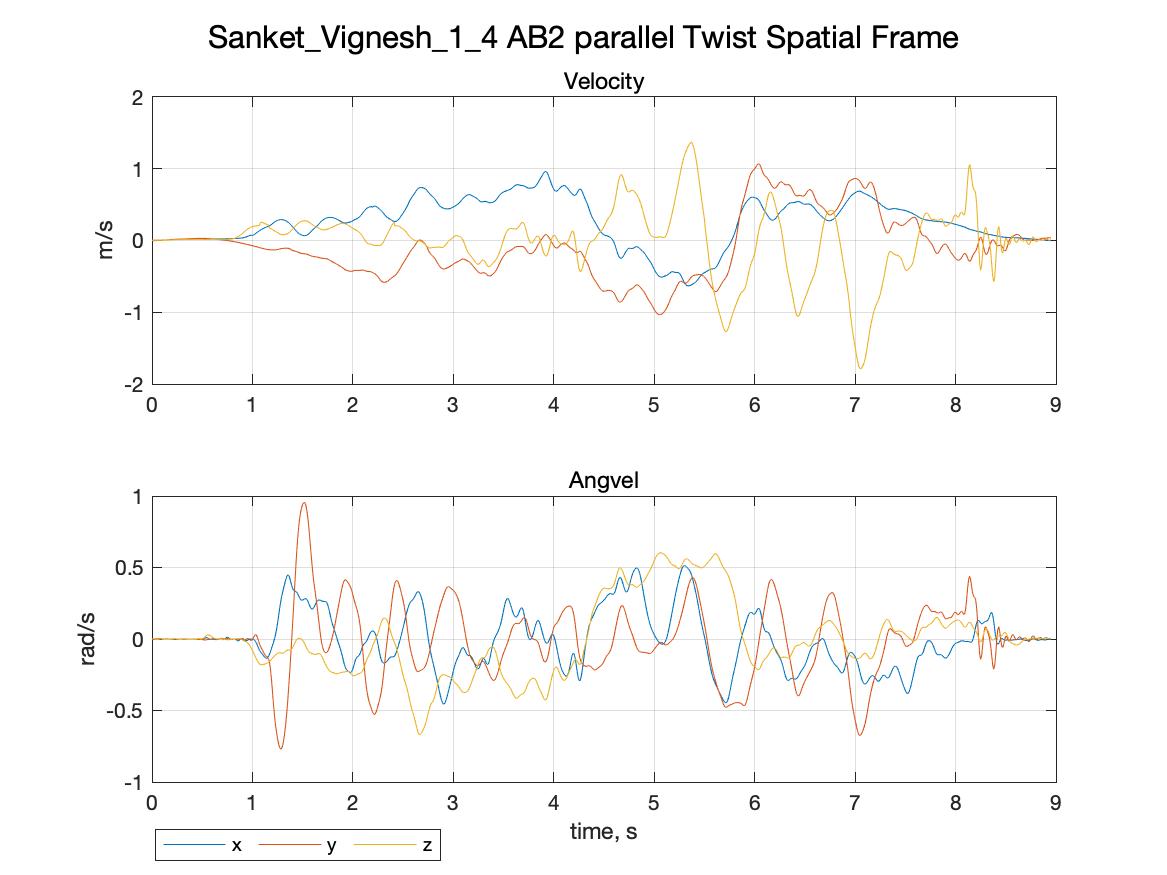 Sanket_Vignesh_1_4 AB2 parallel Twist Spatial Frame
Velocity
2
1
0
-1
-2
m/s
0 1 2 3 4 5 6 7 8 9
Angvel
1
0.5
0
-0.5
-1
rad/s
0 1 2 3 4 5 6 7 8 9
time, s
x y z